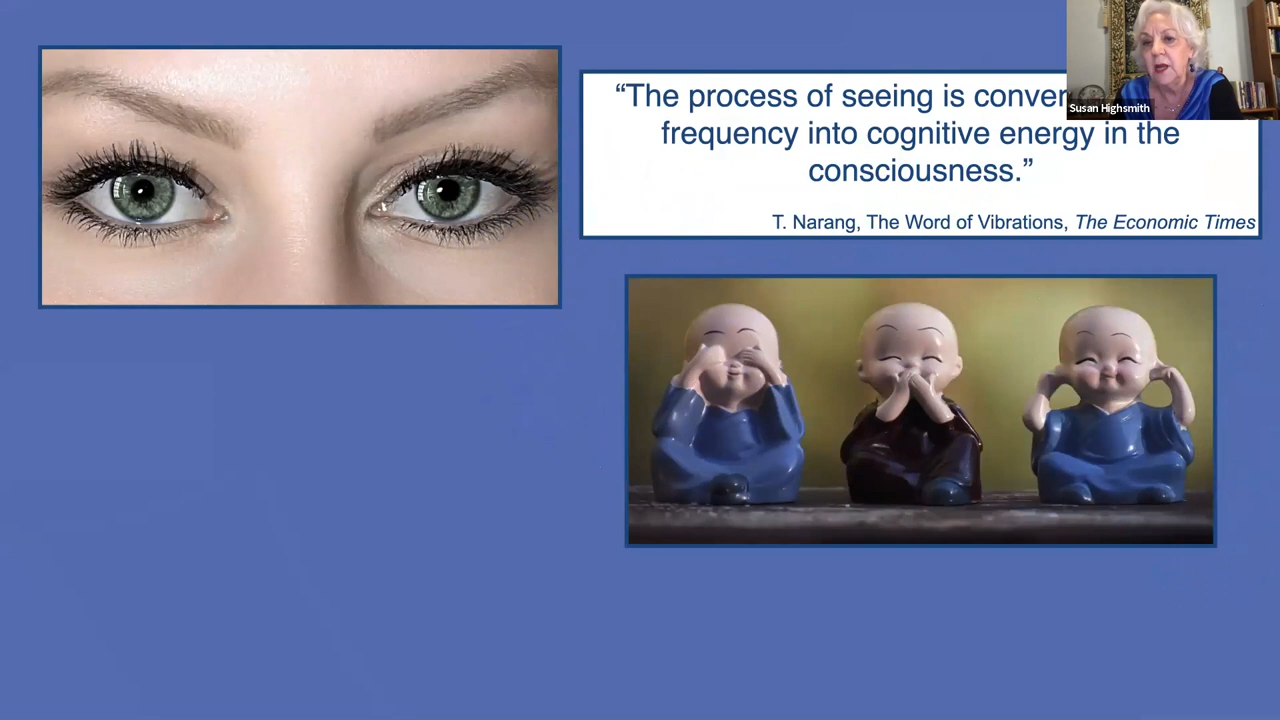 “The process of seeing is
frequency into cognitive energy in the
consciousness.”
T. Narang, The Word of Vibrations, The Economic Times
Susan Highsmith